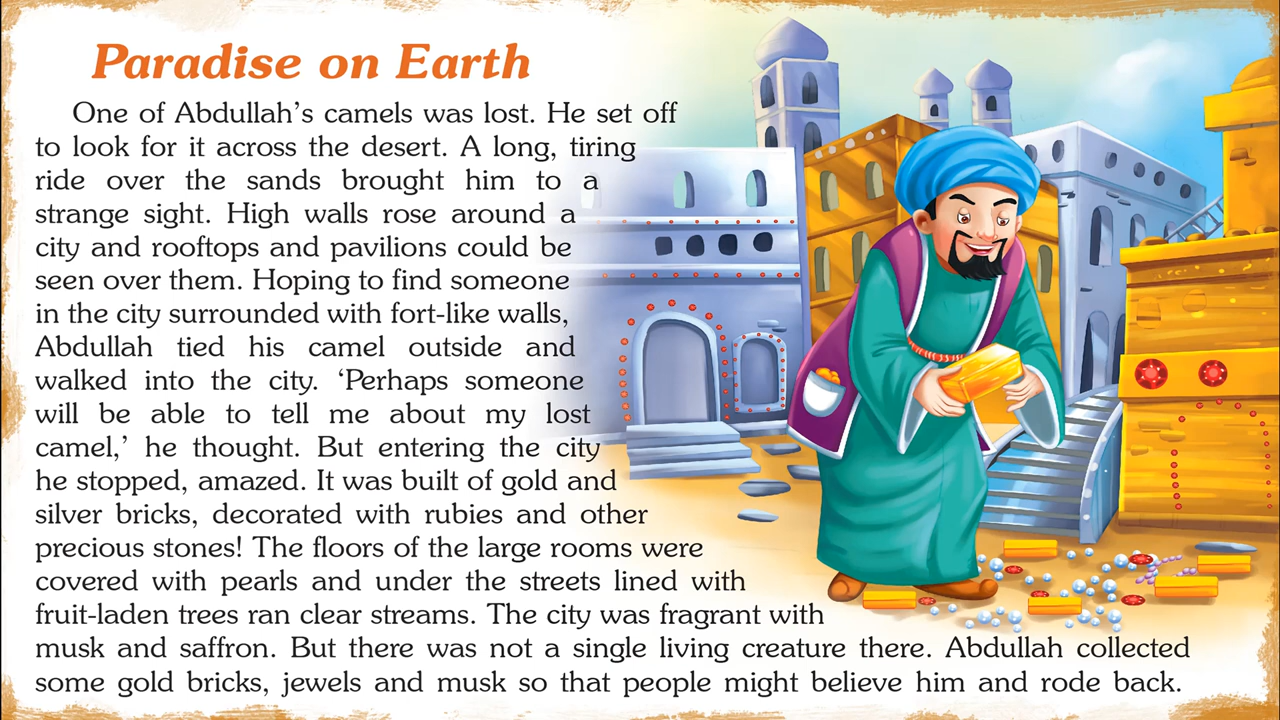 Paradise on Earth
One of Abdullah’s camels was lost. He set off
to look for it across the desert. A long, tiring
ride over the sands brought him to a
strange sight. High walls rose around a
city and rooftops and pavilions could be
seen over them. Hoping to find someone
in the city surrounded with fort-like walls,
Abdullah tied his camel outside and
walked into the city. ‘Perhaps someone
will be able to tell me about my lost
camel,’ he thought. But entering the city
he stopped, amazed. It was built of gold and
silver bricks, decorated with rubies and other
precious stones! The floors of the large rooms were
covered with pearls and under the streets lined with
fruit-laden trees ran clear streams. The city was fragrant with
musk and saffron. But there was not a single living creature there. Abdullah collected
some gold bricks, jewels and musk so that people might believe him and rode back.